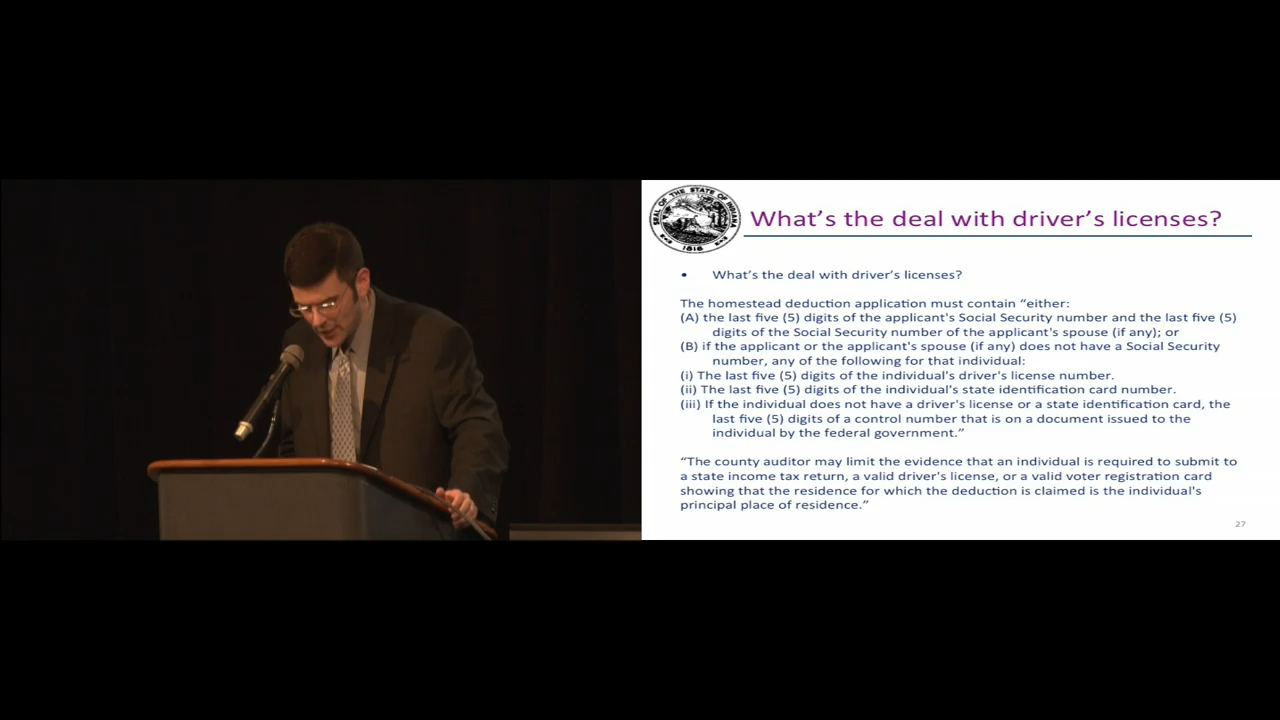 SEAL OF THE STATE OF INDIANA
1816
What's the deal with driver's licenses?
• What's the deal with driver's licenses?
The homestead deduction application must contain “either:
(A) the last five (5) digits of the applicant's Social Security number and the last five (5)
digits of the Social Security number of the applicant's spouse (if any); or
(B) if the applicant or the applicant's spouse (if any) does not have a Social Security
number, any of the following for that individual:
(i) The last five (5) digits of the individual's driver's license number.
(ii) The last five (5) digits of the individual's state identification card number.
(iii) If the individual does not have a driver's license or a state identification card, the
last five (5) digits of a control number that is on a document issued to the
individual by the federal government.”
“The county auditor may limit the evidence that an individual is required to submit to
a state income tax return, a valid driver's license, or a valid voter registration card
showing that the residence for which the deduction is claimed is the individual's
principal place of residence.”
27